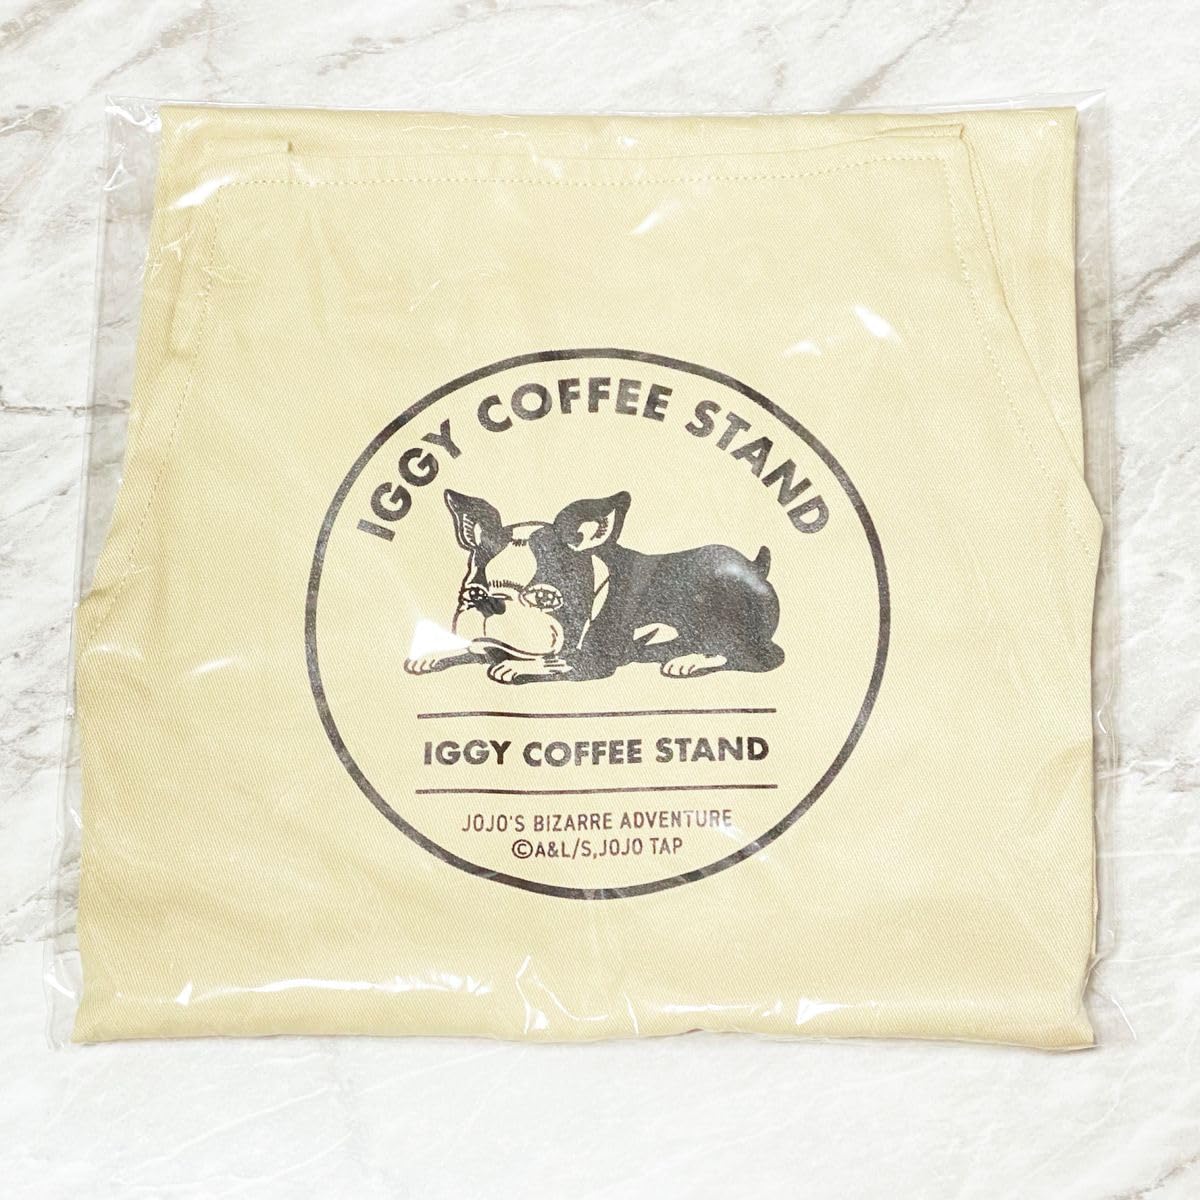 IGGY COFFEE STAND
IGGY COFFEE STAND
JOJO'S BIZARRE ADVENTURE
©A&L/S,JOJO TAP